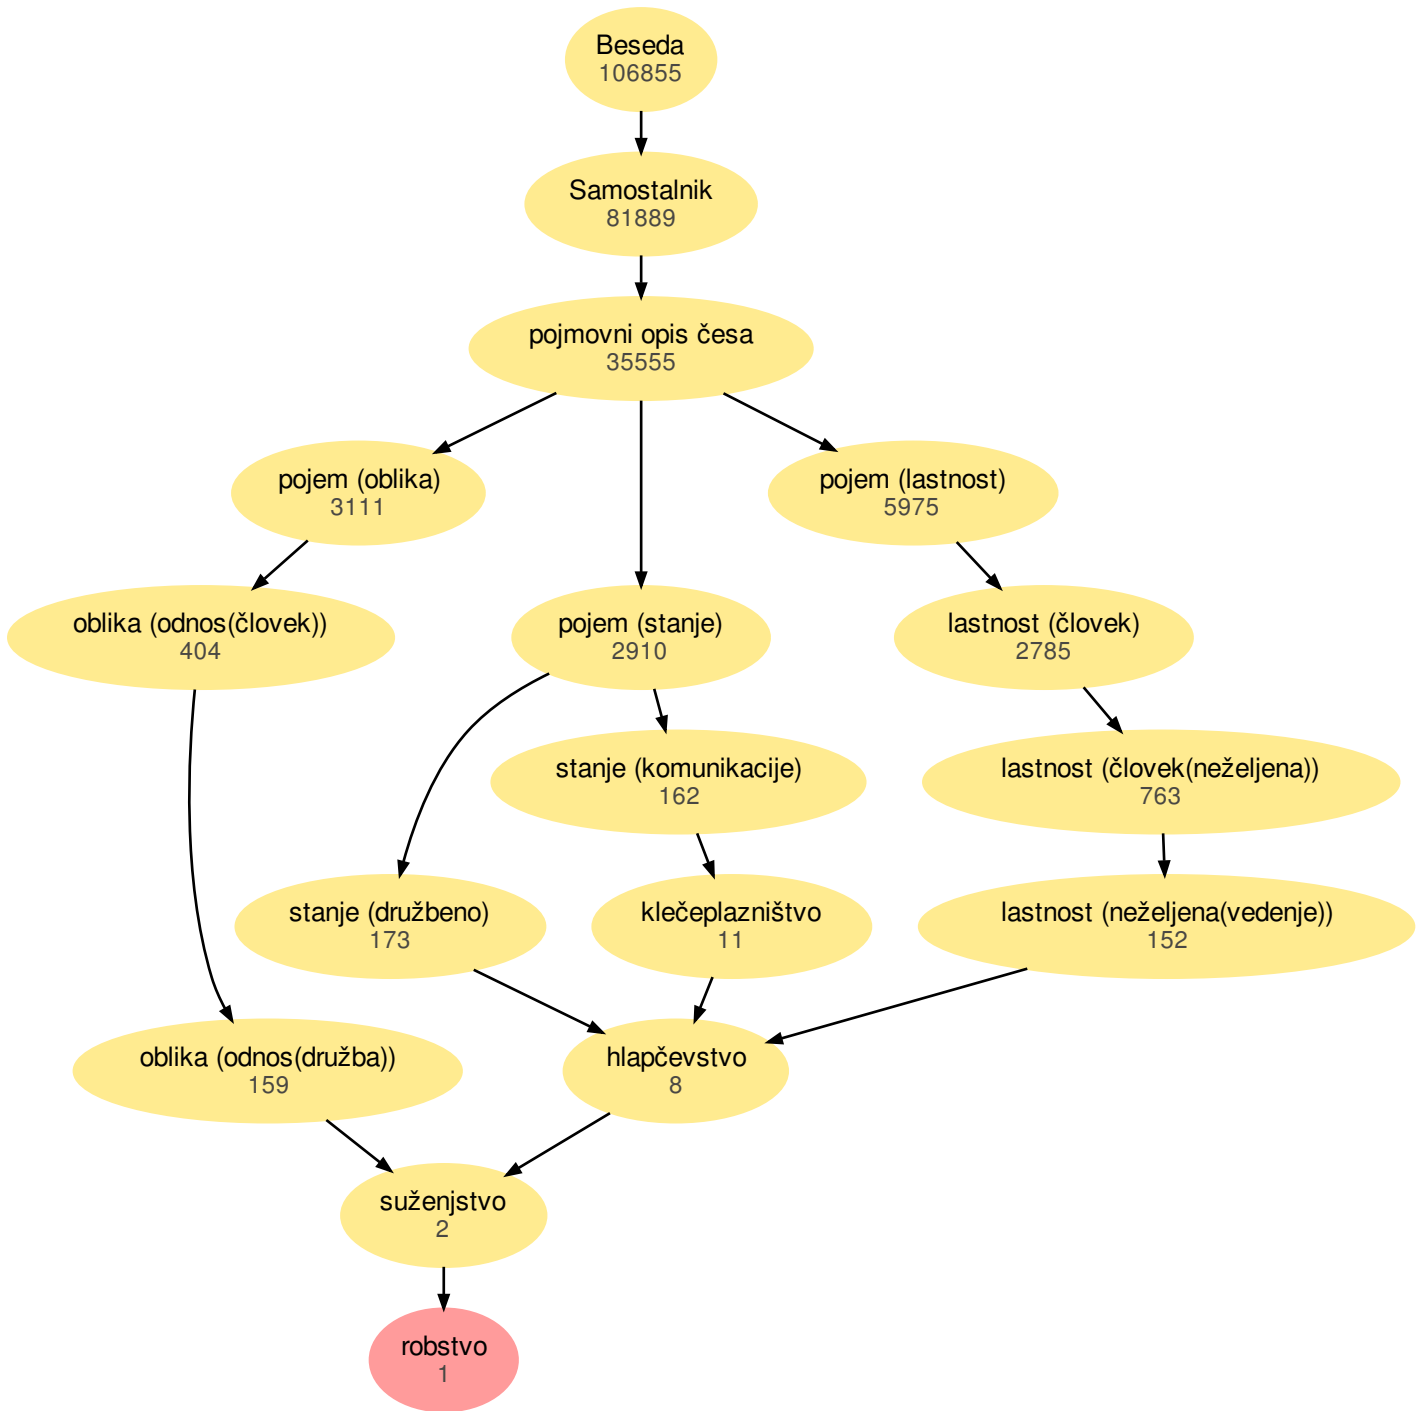 Beseda
106855
Samostalnik
81889
pojmovni opis česa
35555
pojem (oblika)
3111
pojem (lastnost)
5975
oblika (odnos(človek))
404
pojem (stanje)
2910
lastnost (človek)
2785
stanje (komunikacije)
162
lastnost (človek(neželjena))
763
stanje (družbeno)
173
klečeplazništvo
11
lastnost (neželjena(vedenje))
152
oblika (odnos(družba))
159
hlapčevstvo
8
suženjstvo
2
robstvo
1